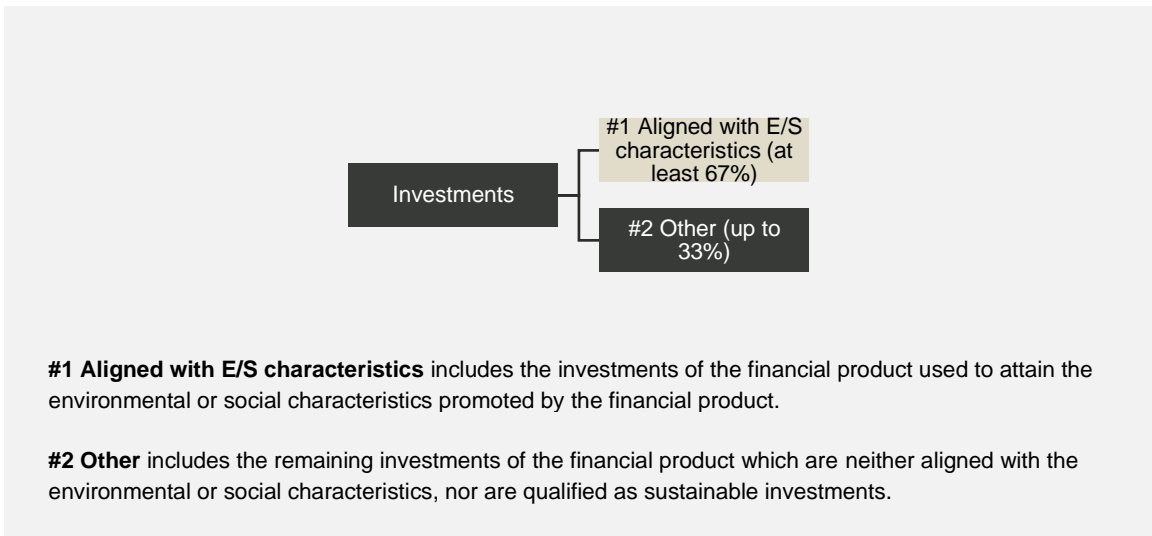 #1 Aligned with E/S
characteristics (at
least 67%)
Investments
#2 Other (up to
33%)
#1 Aligned with E/S characteristics includes the investments of the financial product used to attain the
environmental or social characteristics promoted by the financial product.
#2 Other includes the remaining investments of the financial product which are neither aligned with the
environmental or social characteristics, nor are qualified as sustainable investments.